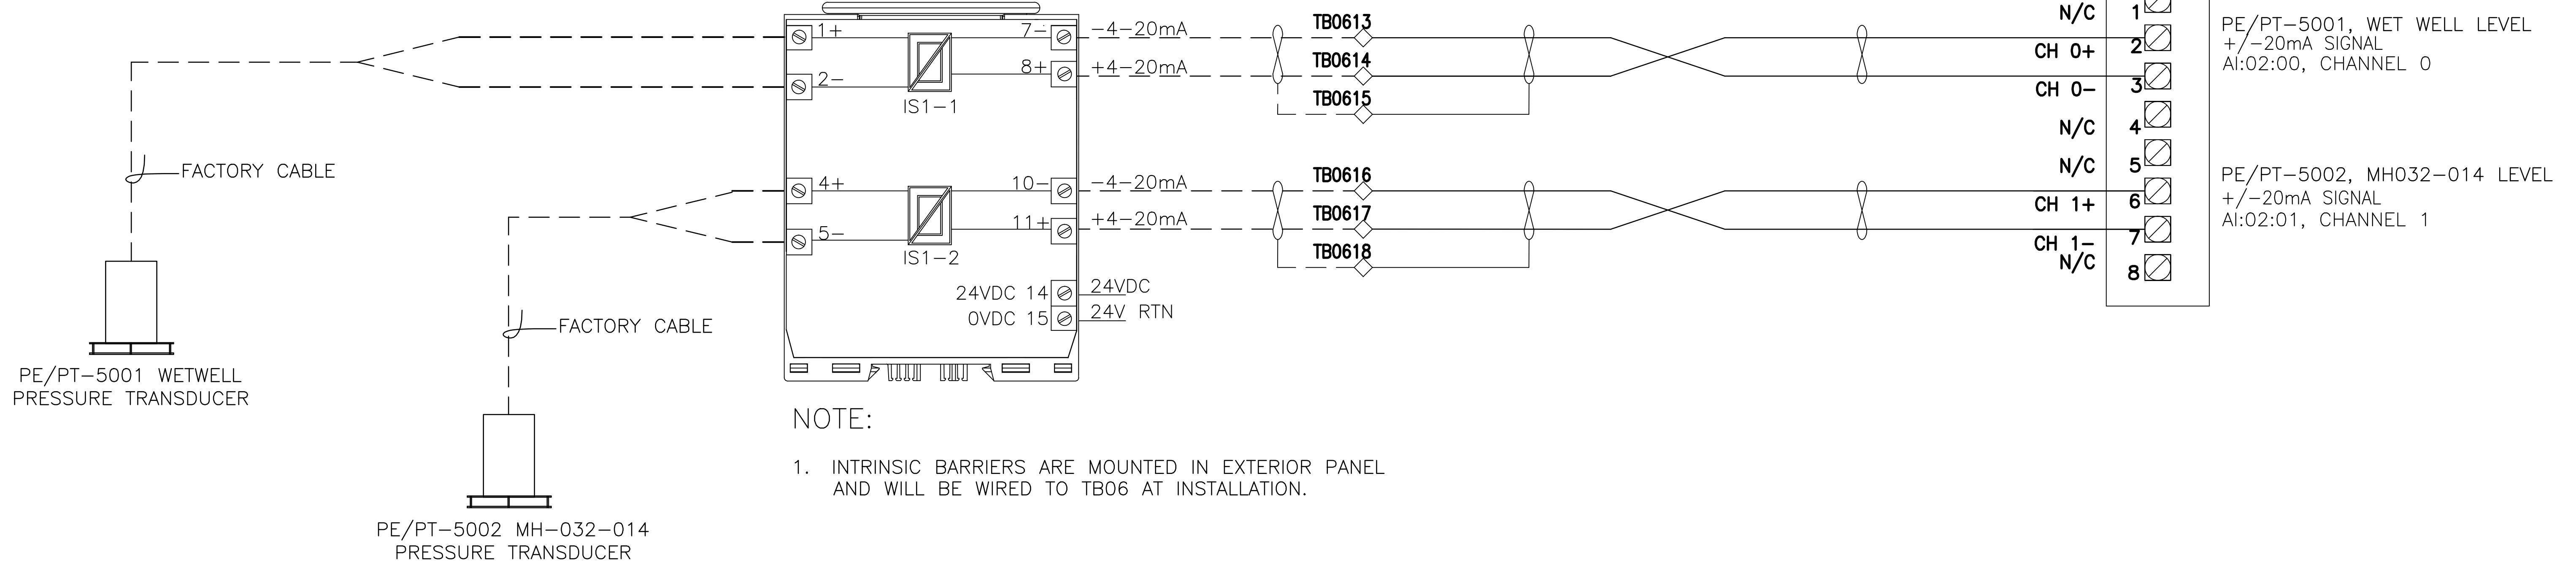 FACTORY CABLE
PE/PT-5001 WETWELL
PRESSURE TRANSDUCER
FACTORY CABLE
PE/PT-5002 MH-032-014
PRESSURE TRANSDUCER
1+
2-
7-
8+
IS1-1
4+
5-
10-
11+
IS1-2
24VDC 14
0VDC 15
-4-20mA
+4-20mA
-4-20mA
+4-20mA
24VDC
24V RTN
NOTE:
1. INTRINSIC BARRIERS ARE MOUNTED IN EXTERIOR PANEL
AND WILL BE WIRED TO TB06 AT INSTALLATION.
TB0613
TB0614
TB0615
TB0616
TB0617
TB0618
N/C 1
CH 0+ 2
CH 0- 3
N/C 4
N/C 5
CH 1+ 6
CH 1- 7
N/C 8
PE/PT-5001, WET WELL LEVEL
+/-20mA SIGNAL
AI:02:00, CHANNEL 0
PE/PT-5002, MH032-014 LEVEL
+/-20mA SIGNAL
AI:02:01, CHANNEL 1